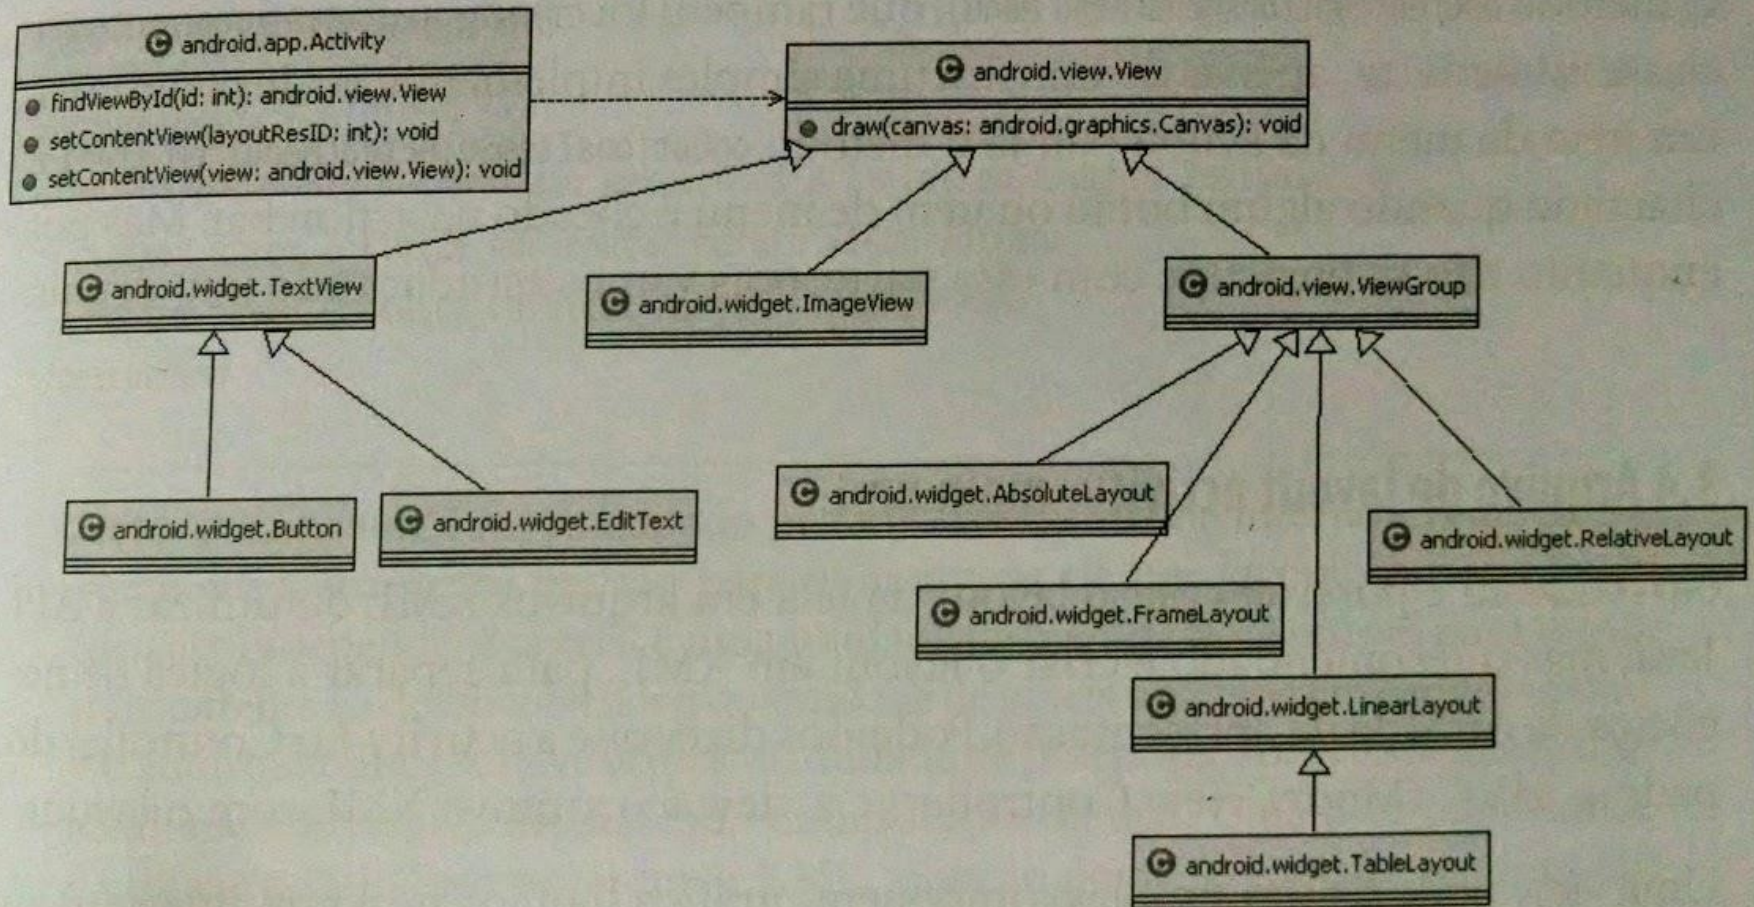 android.app.Activity
findViewById(id: int): android.view.View
setContentView(layoutResID: int): void
setContentView(view: android.view.View): void
android.view.View
draw(canvas: android.graphics.Canvas): void
android.widget.TextView
android.widget.ImageView
android.view.ViewGroup
android.widget.Button
android.widget.EditText
android.widget.AbsoluteLayout
android.widget.RelativeLayout
android.widget.FrameLayout
android.widget.LinearLayout
android.widget.TableLayout